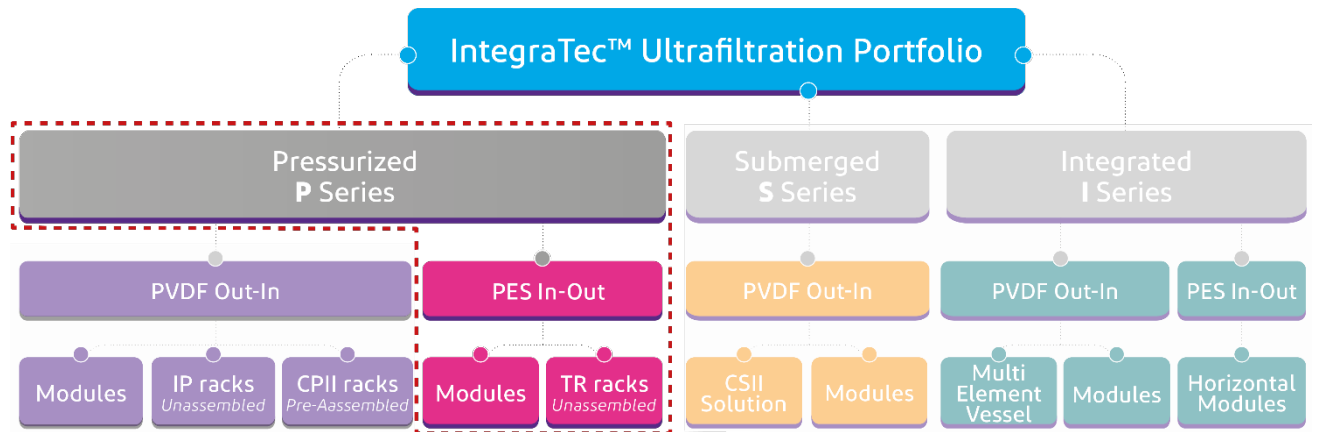 IntegraTec™ Ultrafiltration Portfolio
Pressurized
P Series
Submerged
S Series
Integrated
I Series
PVDF Out-In
PES In-Out
PVDF Out-In
PVDF Out-In
PES In-Out
Modules
IP racks
Unassembled
CPII racks
Pre-Aassembled
Modules
TR racks
Unassembled
CSII
Solution
Modules
Multi
Element
Vessel
Modules
Horizontal
Modules